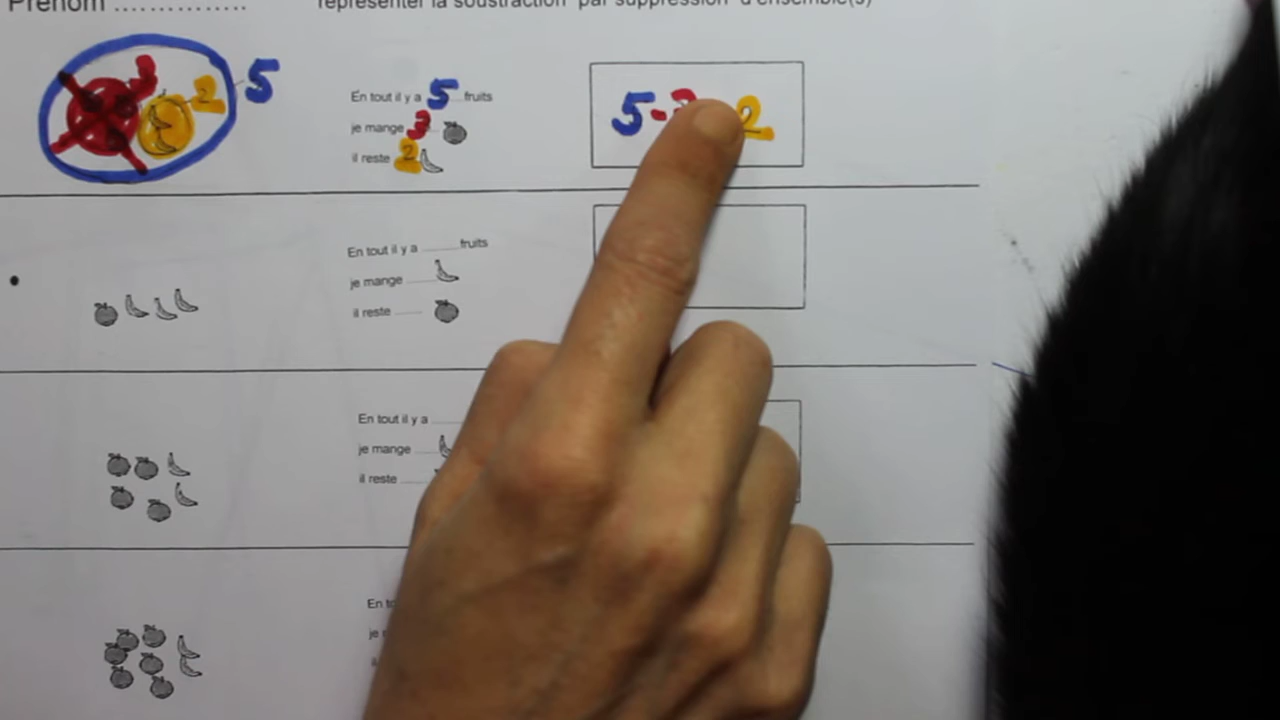 Prénom ...............
représenter la soustraction par suppression d'ensemble(s)
3 2 5
En tout il y a 5 fruits
je mange 3
il reste 2
5 - 2
En tout il y a ........ fruits
je mange ......
il reste ......
En tout il y a
je mange ......
il reste
En
je